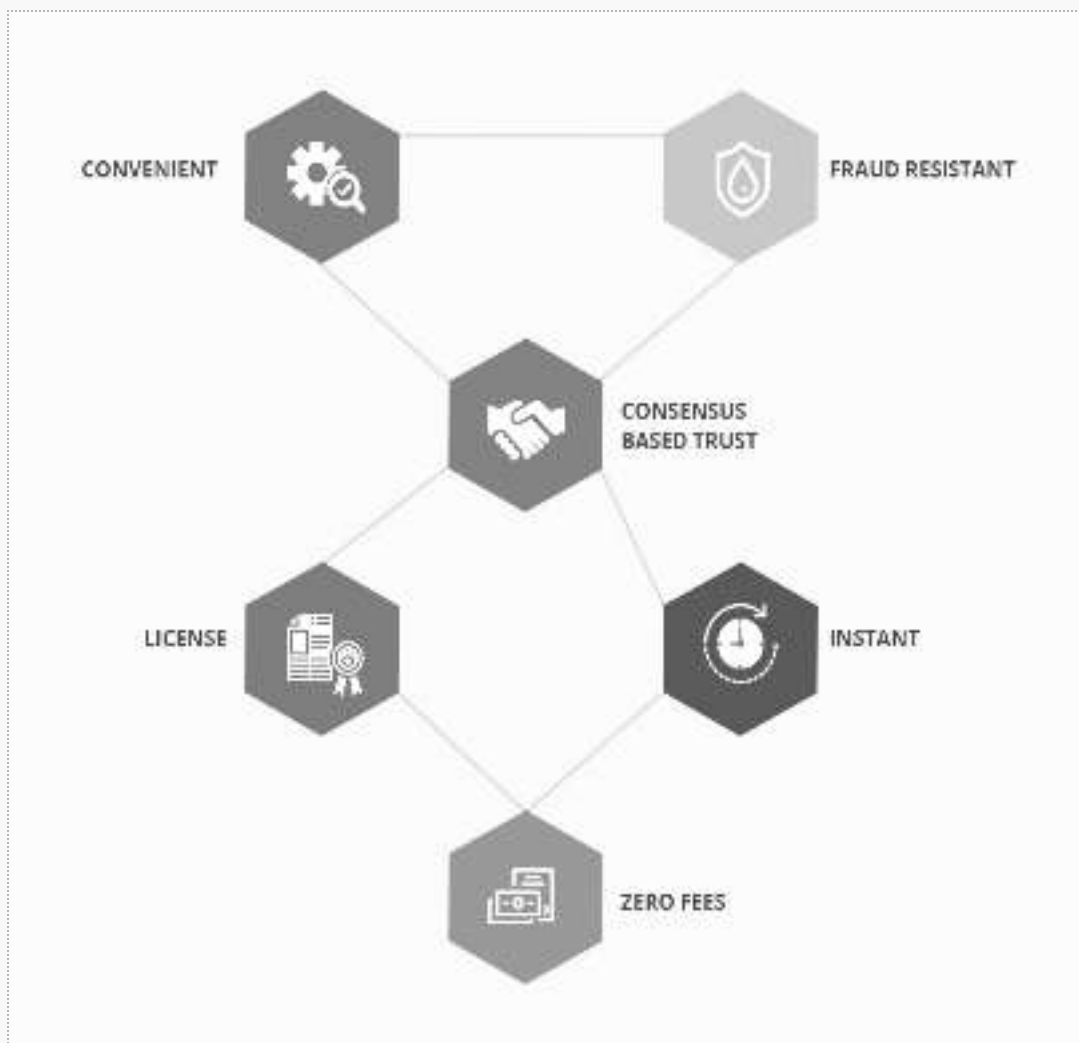 CONVENIENT
FRAUD RESISTANT
CONSENSUS
BASED TRUST
LICENSE
INSTANT
ZERO FEES